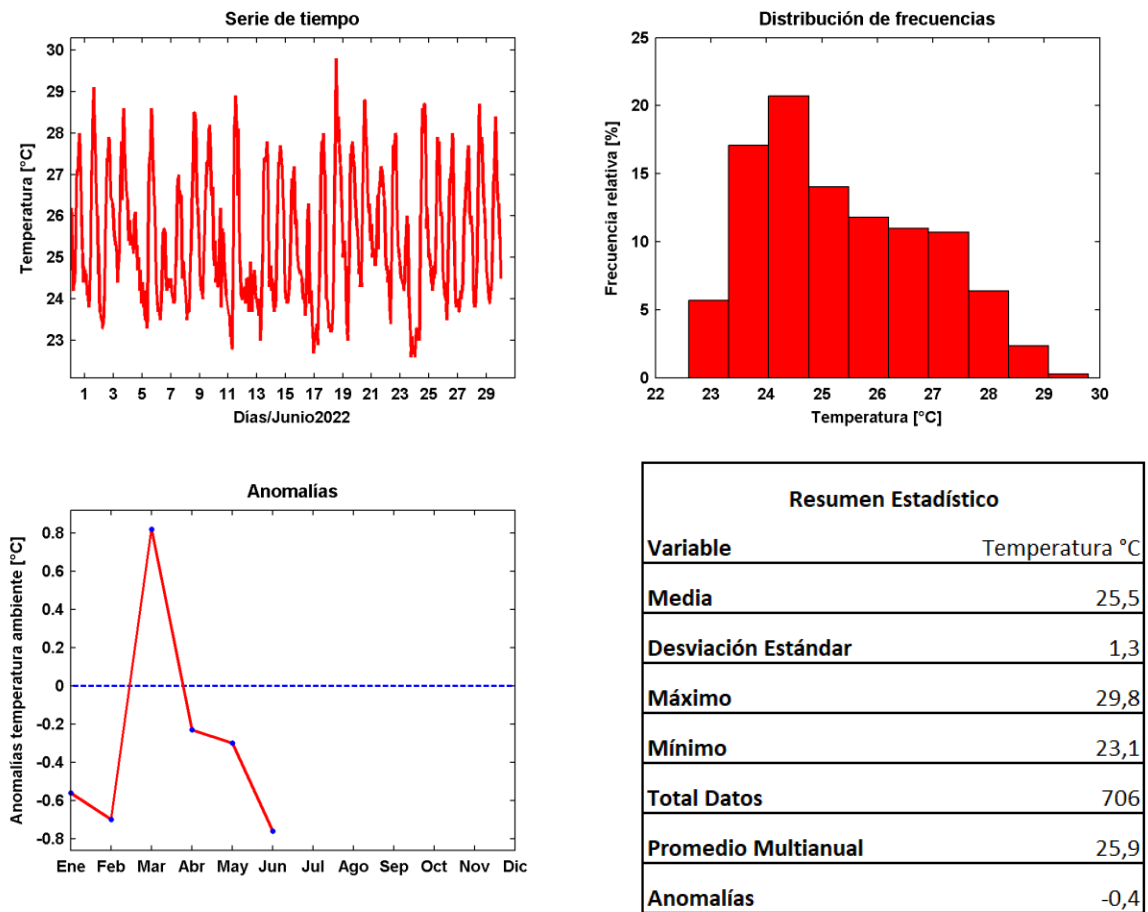 Serie de tiempo
30
29
28
27
26
25
24
23
Temperatura [°C]
1 3 5 7 9 11 13 15 17 19 21 23 25 27 29
Días/Junio2022
Distribución de frecuencias
25
20
15
10
5
0
Frecuencia relativa [%]
22 23 24 25 26 27 28 29 30
Temperatura [°C]
Anomalías
0.8
0.6
0.4
0.2
0
-0.2
-0.4
-0.6
-0.8
Anomalías temperatura ambiente [°C]
Ene Feb Mar Abr May Jun Jul Ago Sep Oct Nov Dic
Resumen Estadístico
Variable Temperatura °C
Media 25,5
Desviación Estándar 1,3
Máximo 29,8
Mínimo 23,1
Total Datos 706
Promedio Multianual 25,9
Anomalías -0,4